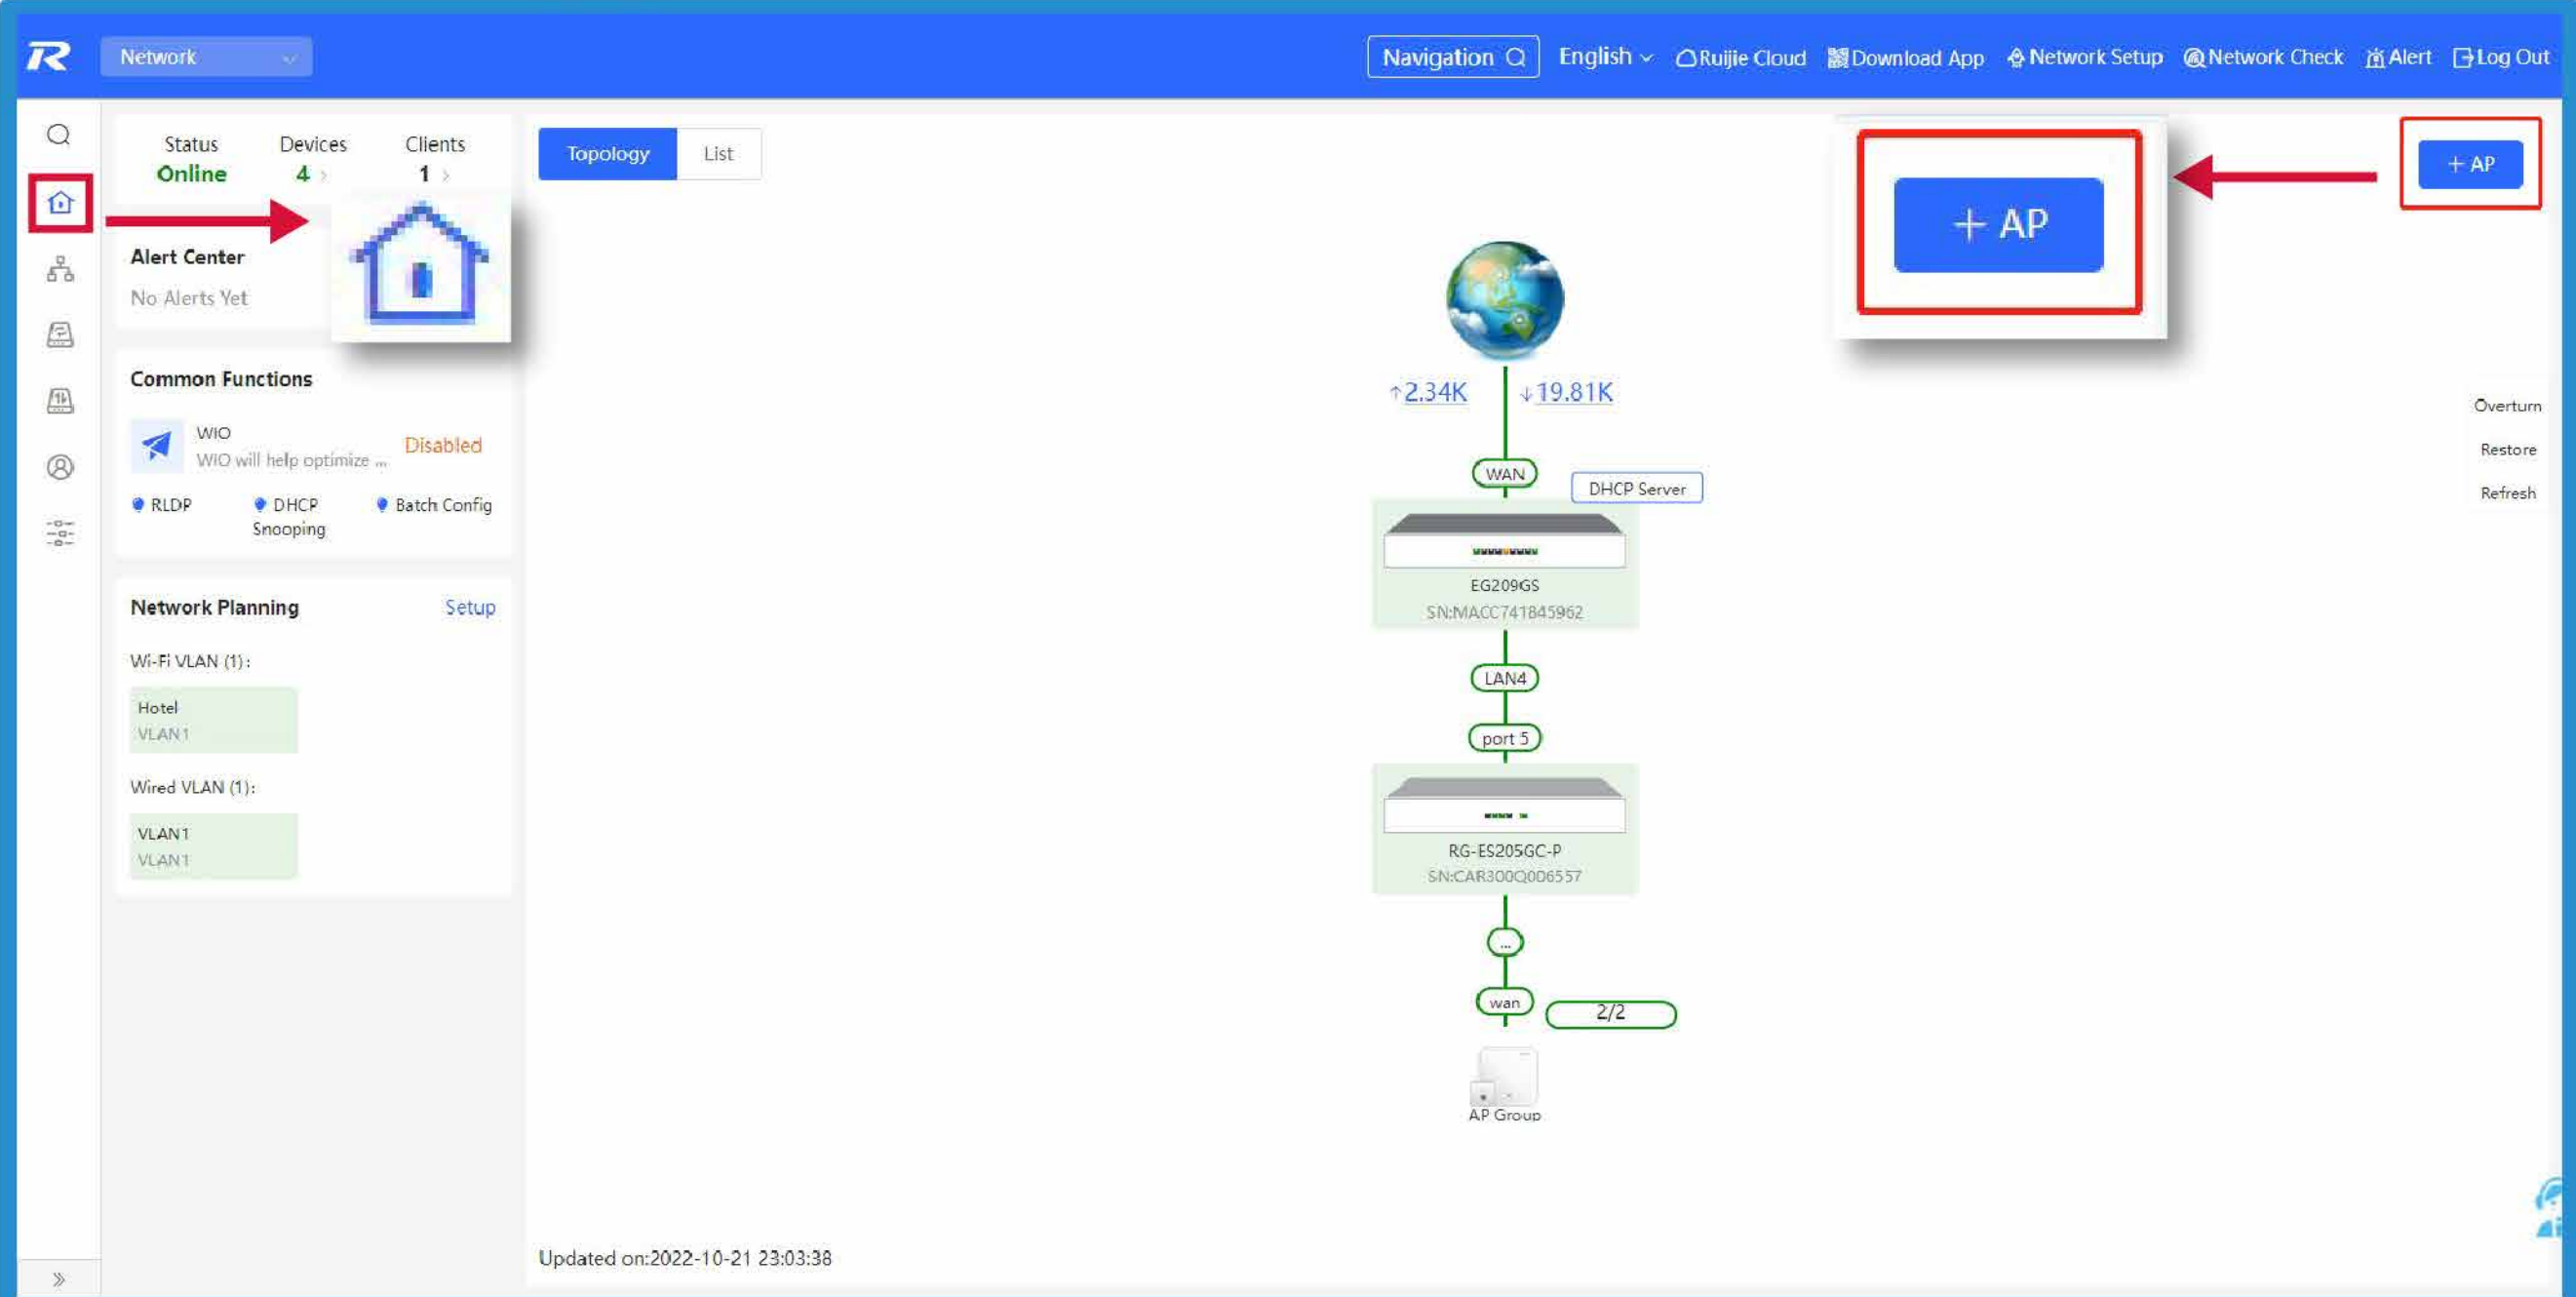 R
Network
Navigation
English
Ruijie Cloud
Download App
Network Setup
Network Check
Alert
Log Out
Status
Devices
Clients
Online
4 >
1 >
Alert Center
No Alerts Yet
Common Functions
WIO
WIO will help optimize ...
Disabled
RLDP
DHCP
Snooping
Batch Config
Network Planning
Setup
Wi-Fi VLAN (1):
Hotel
VLAN1
Wired VLAN (1):
VLAN1
VLAN1
Topology
List
+ AP
+ AP
↑2.34K
↓19.81K
Overturn
Restore
Refresh
WAN
DHCP Server
EG209GS
SN:MACC741845962
LAN4
port 5
RG-ES205GC-P
SN:CAR300Q006557
...
wan
2/2
AP Group
Updated on:2022-10-21 23:03:38